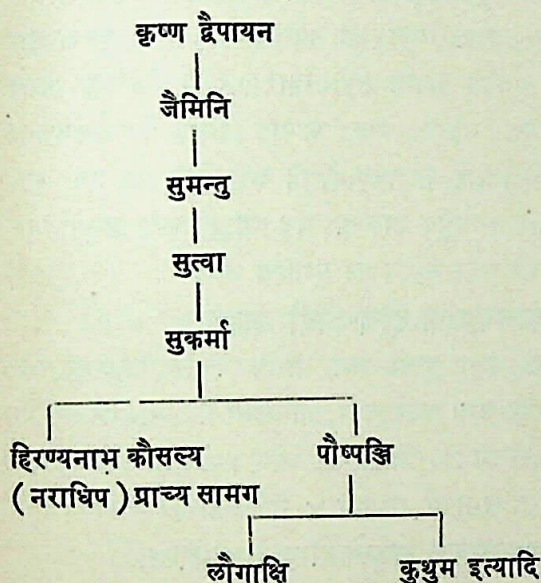 कृष्ण द्वैपायन
जैमिनि
सुमन्तु
सुत्वा
सुकर्मा
हिरण्यनाभ कौसल्य पौष्पञ्जि
( नराधिप ) प्राच्य सामग
लौगाक्षि कुथुम इत्यादि